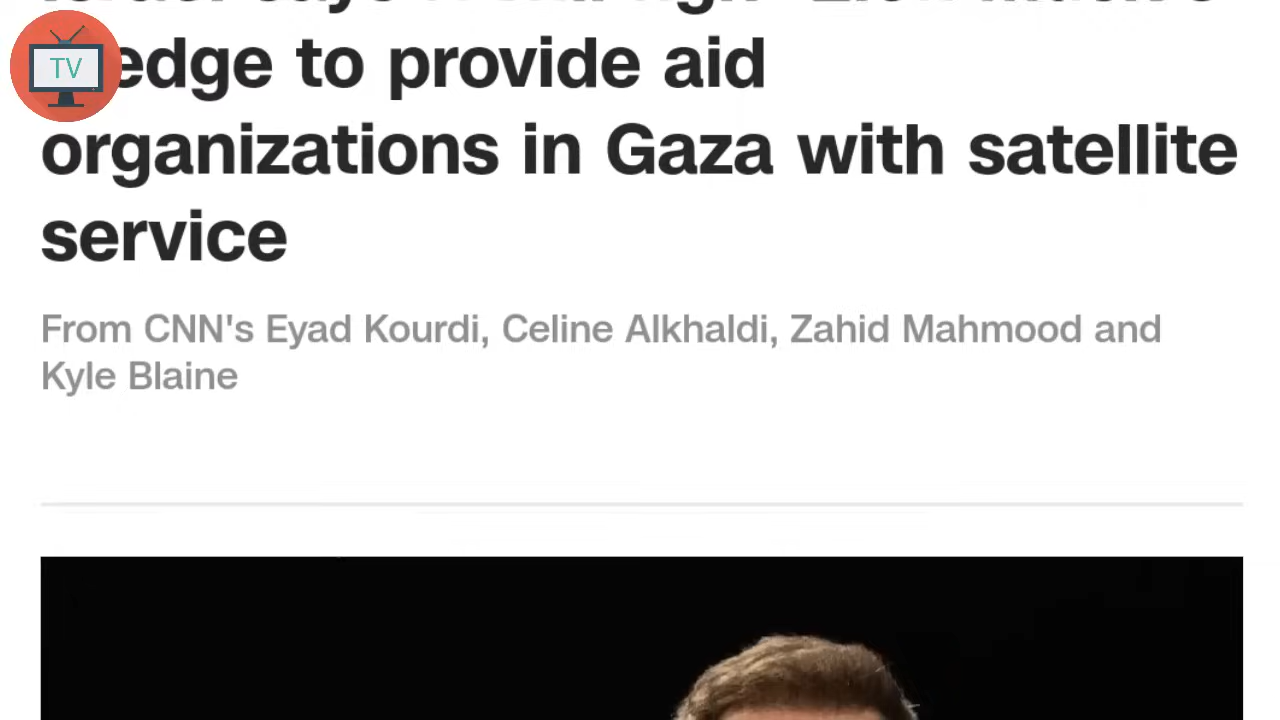 TV
edge to provide aid
organizations in Gaza with satellite
service
From CNN's Eyad Kourdi, Celine Alkhaldi, Zahid Mahmood and
Kyle Blaine